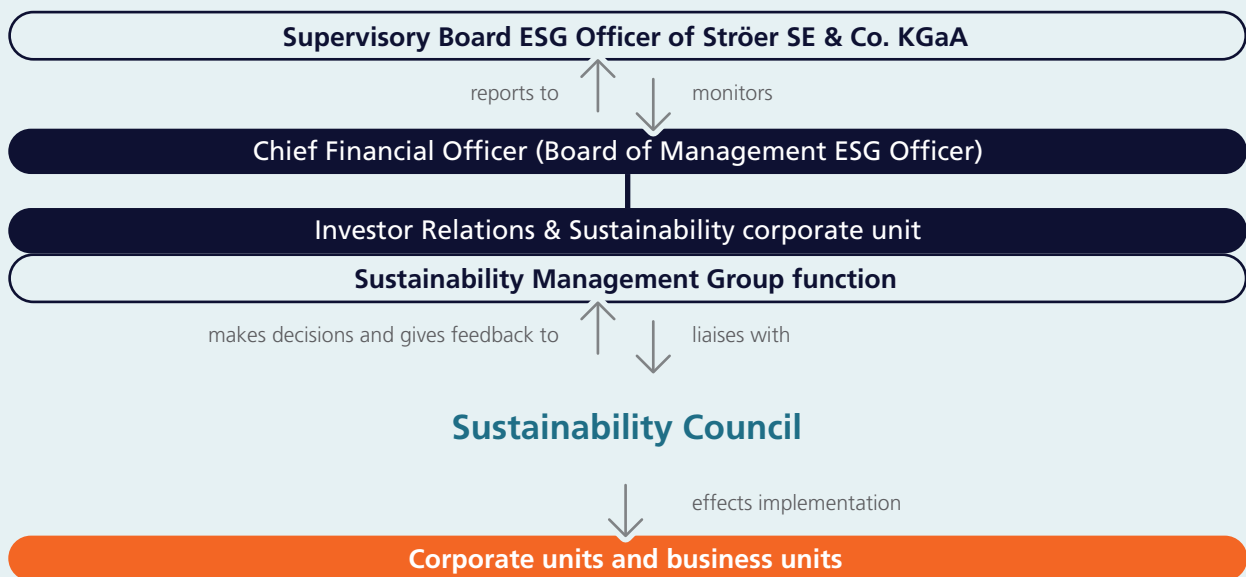 Supervisory Board ESG Officer of Ströer SE & Co. KGaA
reports to
monitors
Chief Financial Officer (Board of Management ESG Officer)
Investor Relations & Sustainability corporate unit
Sustainability Management Group function
makes decisions and gives feedback to
liaises with
Sustainability Council
effects implementation
Corporate units and business units